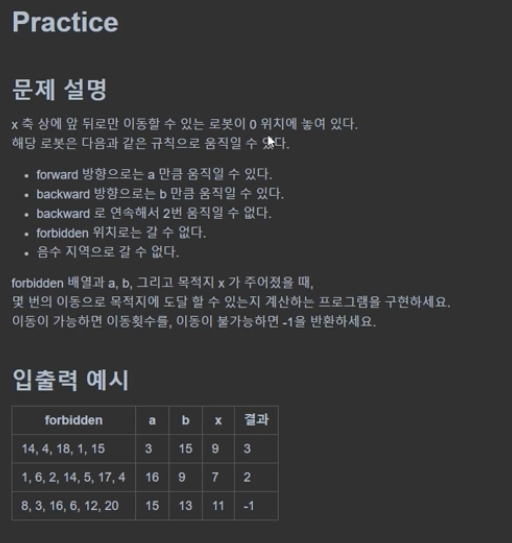 Practice
문제 설명
x 축 상에 앞 뒤로만 이동할 수 있는 로봇이 0 위치에 놓여 있다.
해당 로봇은 다음과 같은 규칙으로 움직일 수 있다.
• forward 방향으로는 a 만큼 움직일 수 있다.
• backward 방향으로는 b 만큼 움직일 수 있다.
• backward 로 연속해서 2번 움직일 수 없다.
• forbidden 위치로는 갈 수 없다.
• 음수 지역으로 갈 수 없다.
forbidden 배열과 a, b, 그리고 목적지 x 가 주어졌을 때,
몇 번의 이동으로 목적지에 도달 할 수 있는지 계산하는 프로그램을 구현하세요.
이동이 가능하면 이동횟수를, 이동이 불가능하면 -1을 반환하세요.
입출력 예시
forbidden a b x 결과
14, 4, 18, 1, 15 3 15 9 3
1, 6, 2, 14, 5, 17, 4 16 9 7 2
8, 3, 16, 6, 12, 20 15 13 11 -1